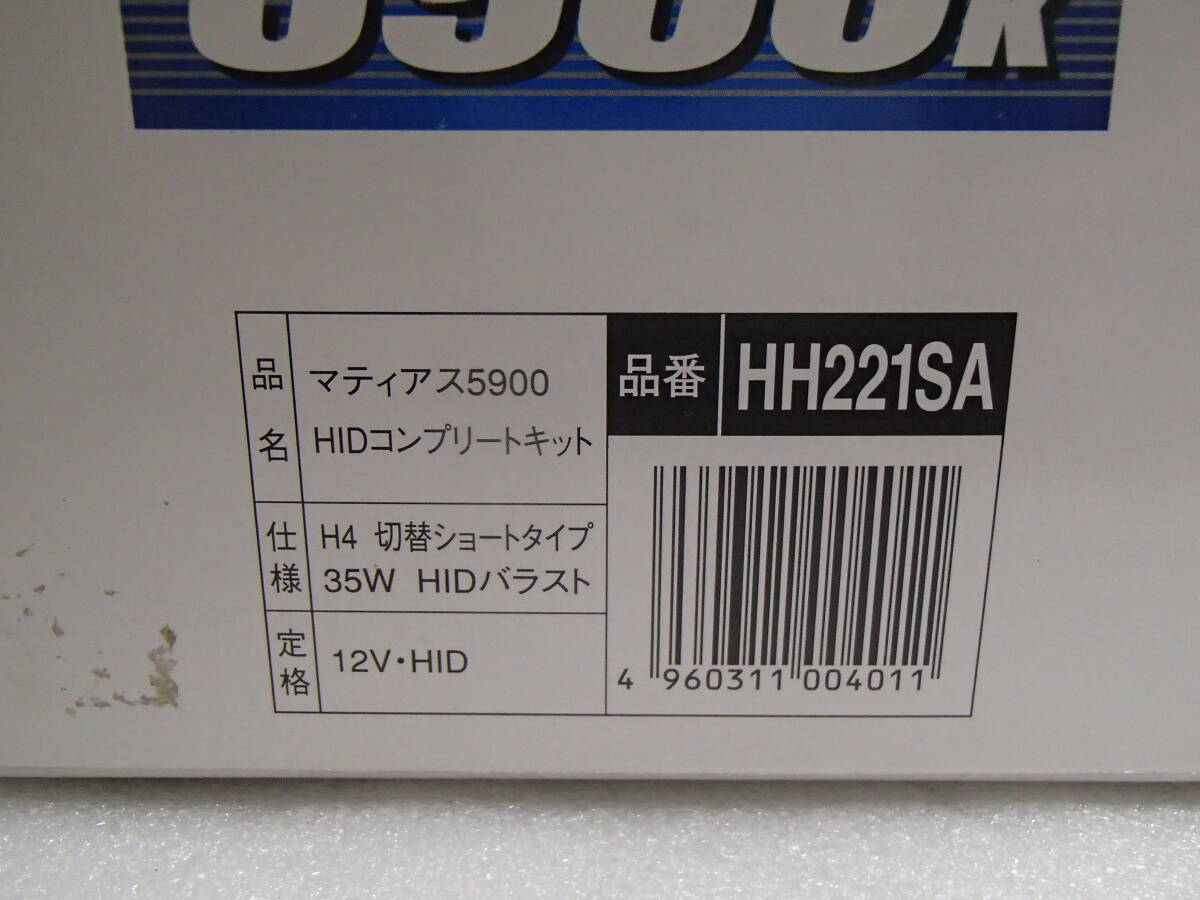 5900K
品名
マティアス5900
HIDコンプリートキット
品番
HH221SA
仕様
H4 切替ショートタイプ
35W HIDバラスト
定格
12V・HID
4 960311 004011